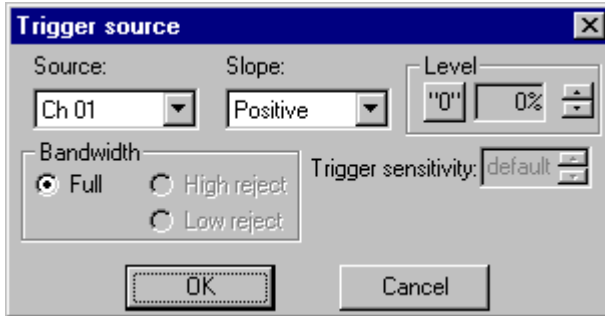 Trigger source
Source: Slope: Level
Ch 01 Positive "0" 0%
Bandwidth
Full High reject Trigger sensitivity: default
Low reject
OK Cancel